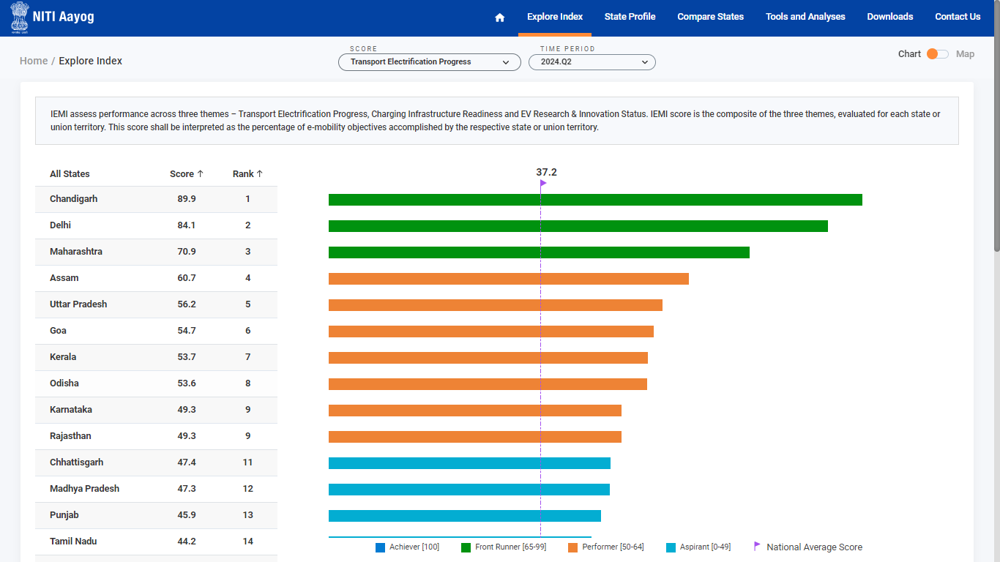 NITI Aayog
Explore Index
State Profile
Compare States
Tools and Analyses
Downloads
Contact Us
Home / Explore Index
SCORE
Transport Electrification Progress
TIME PERIOD
2024.Q2
Chart
Map
IEMI assess performance across three themes – Transport Electrification Progress, Charging Infrastructure Readiness and EV Research & Innovation Status. IEMI score is the composite of the three themes, evaluated for each state or
union territory. This score shall be interpreted as the percentage of e-mobility objectives accomplished by the respective state or union territory.
All States Score ↑ Rank ↑
37.2
Chandigarh 89.9 1
Delhi 84.1 2
Maharashtra 70.9 3
Assam 60.7 4
Uttar Pradesh 56.2 5
Goa 54.7 6
Kerala 53.7 7
Odisha 53.6 8
Karnataka 49.3 9
Rajasthan 49.3 9
Chhattisgarh 47.4 11
Madhya Pradesh 47.3 12
Punjab 45.9 13
Tamil Nadu 44.2 14
Achiever [100]
Front Runner [65-99]
Performer [50-64]
Aspirant [0-49]
National Average Score